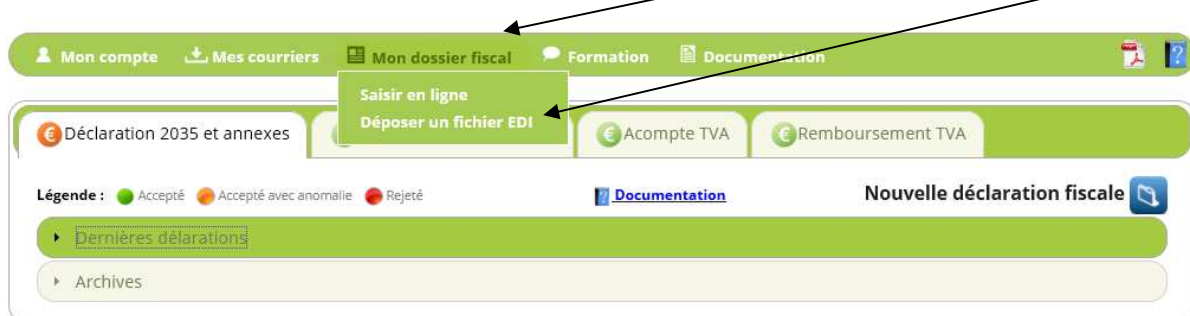 Mon compte Mes courriers Mon dossier fiscal Formation Documentation
Saisir en ligne
Déposer un fichier EDI
Déclaration 2035 et annexes Acompte TVA Remboursement TVA
Légende : Accepté Accepté avec anomalie Rejeté Documentation Nouvelle déclaration fiscale
Dernières délarations
Archives